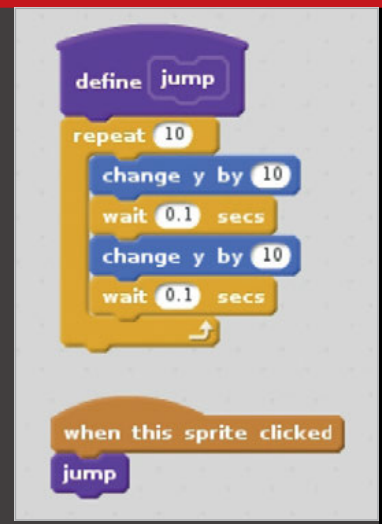 define jump
repeat 10
change y by 10
wait 0.1 secs
change y by 10
wait 0.1 secs
when this sprite clicked
jump